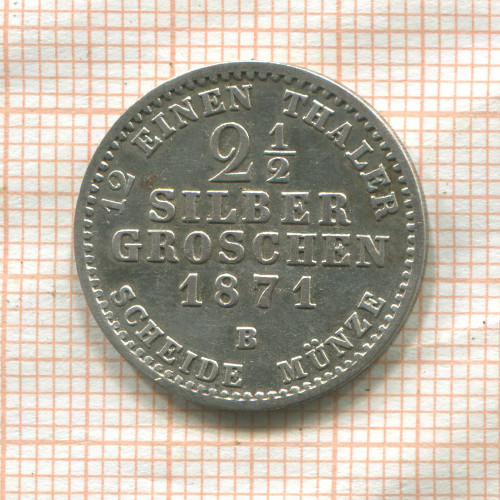 12 EINEN THALER
2 1/2
SILBER
GROSCHEN
1871
B
SCHEIDE MÜNZE